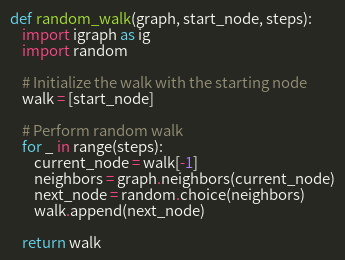 def random_walk(graph, start_node, steps):
    import igraph as ig
    import random

    # Initialize the walk with the starting node
    walk = [start_node]

    # Perform random walk
    for _ in range(steps):
        current_node = walk[-1]
        neighbors = graph.neighbors(current_node)
        next_node = random.choice(neighbors)
        walk.append(next_node)

    return walk